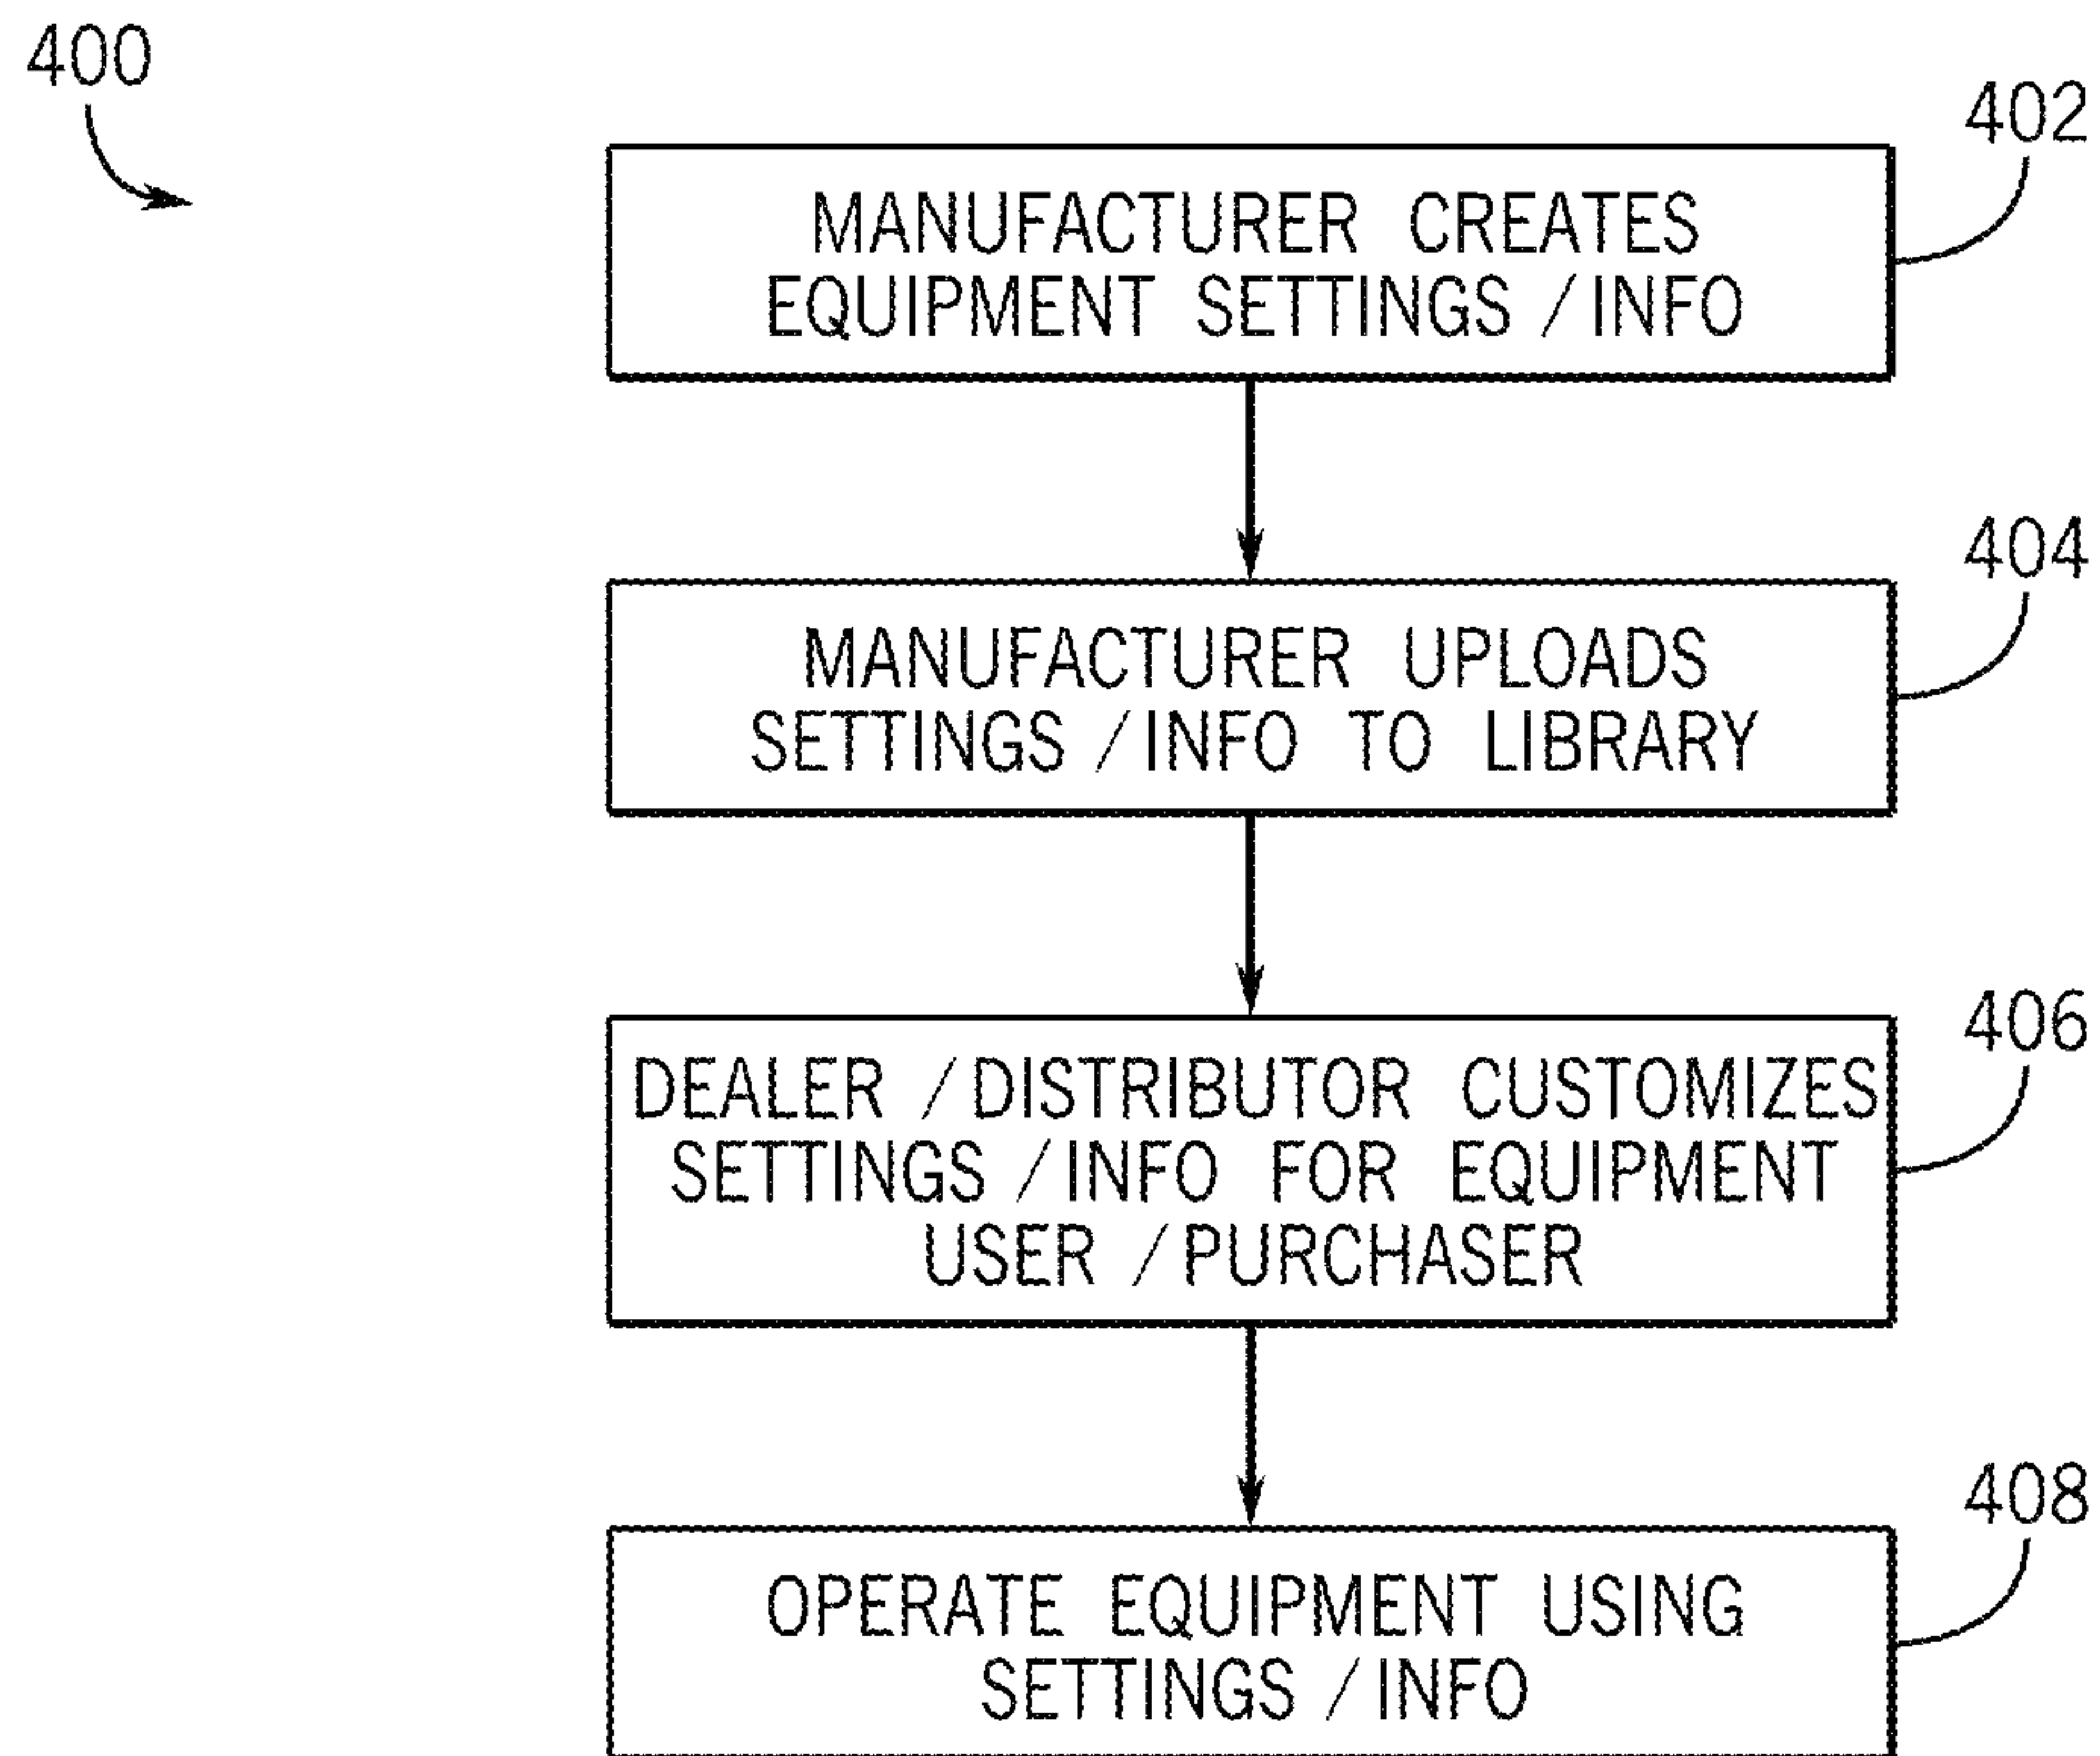 400
402
MANUFACTURER CREATES
EQUIPMENT SETTINGS /INFO
404
MANUFACTURER UPLOADS
SETTINGS /INFO TO LIBRARY
406
DEALER /DISTRIBUTOR CUSTOMIZES
SETTINGS /INFO FOR EQUIPMENT
USER /PURCHASER
408
OPERATE EQUIPMENT USING
SETTINGS /INFO